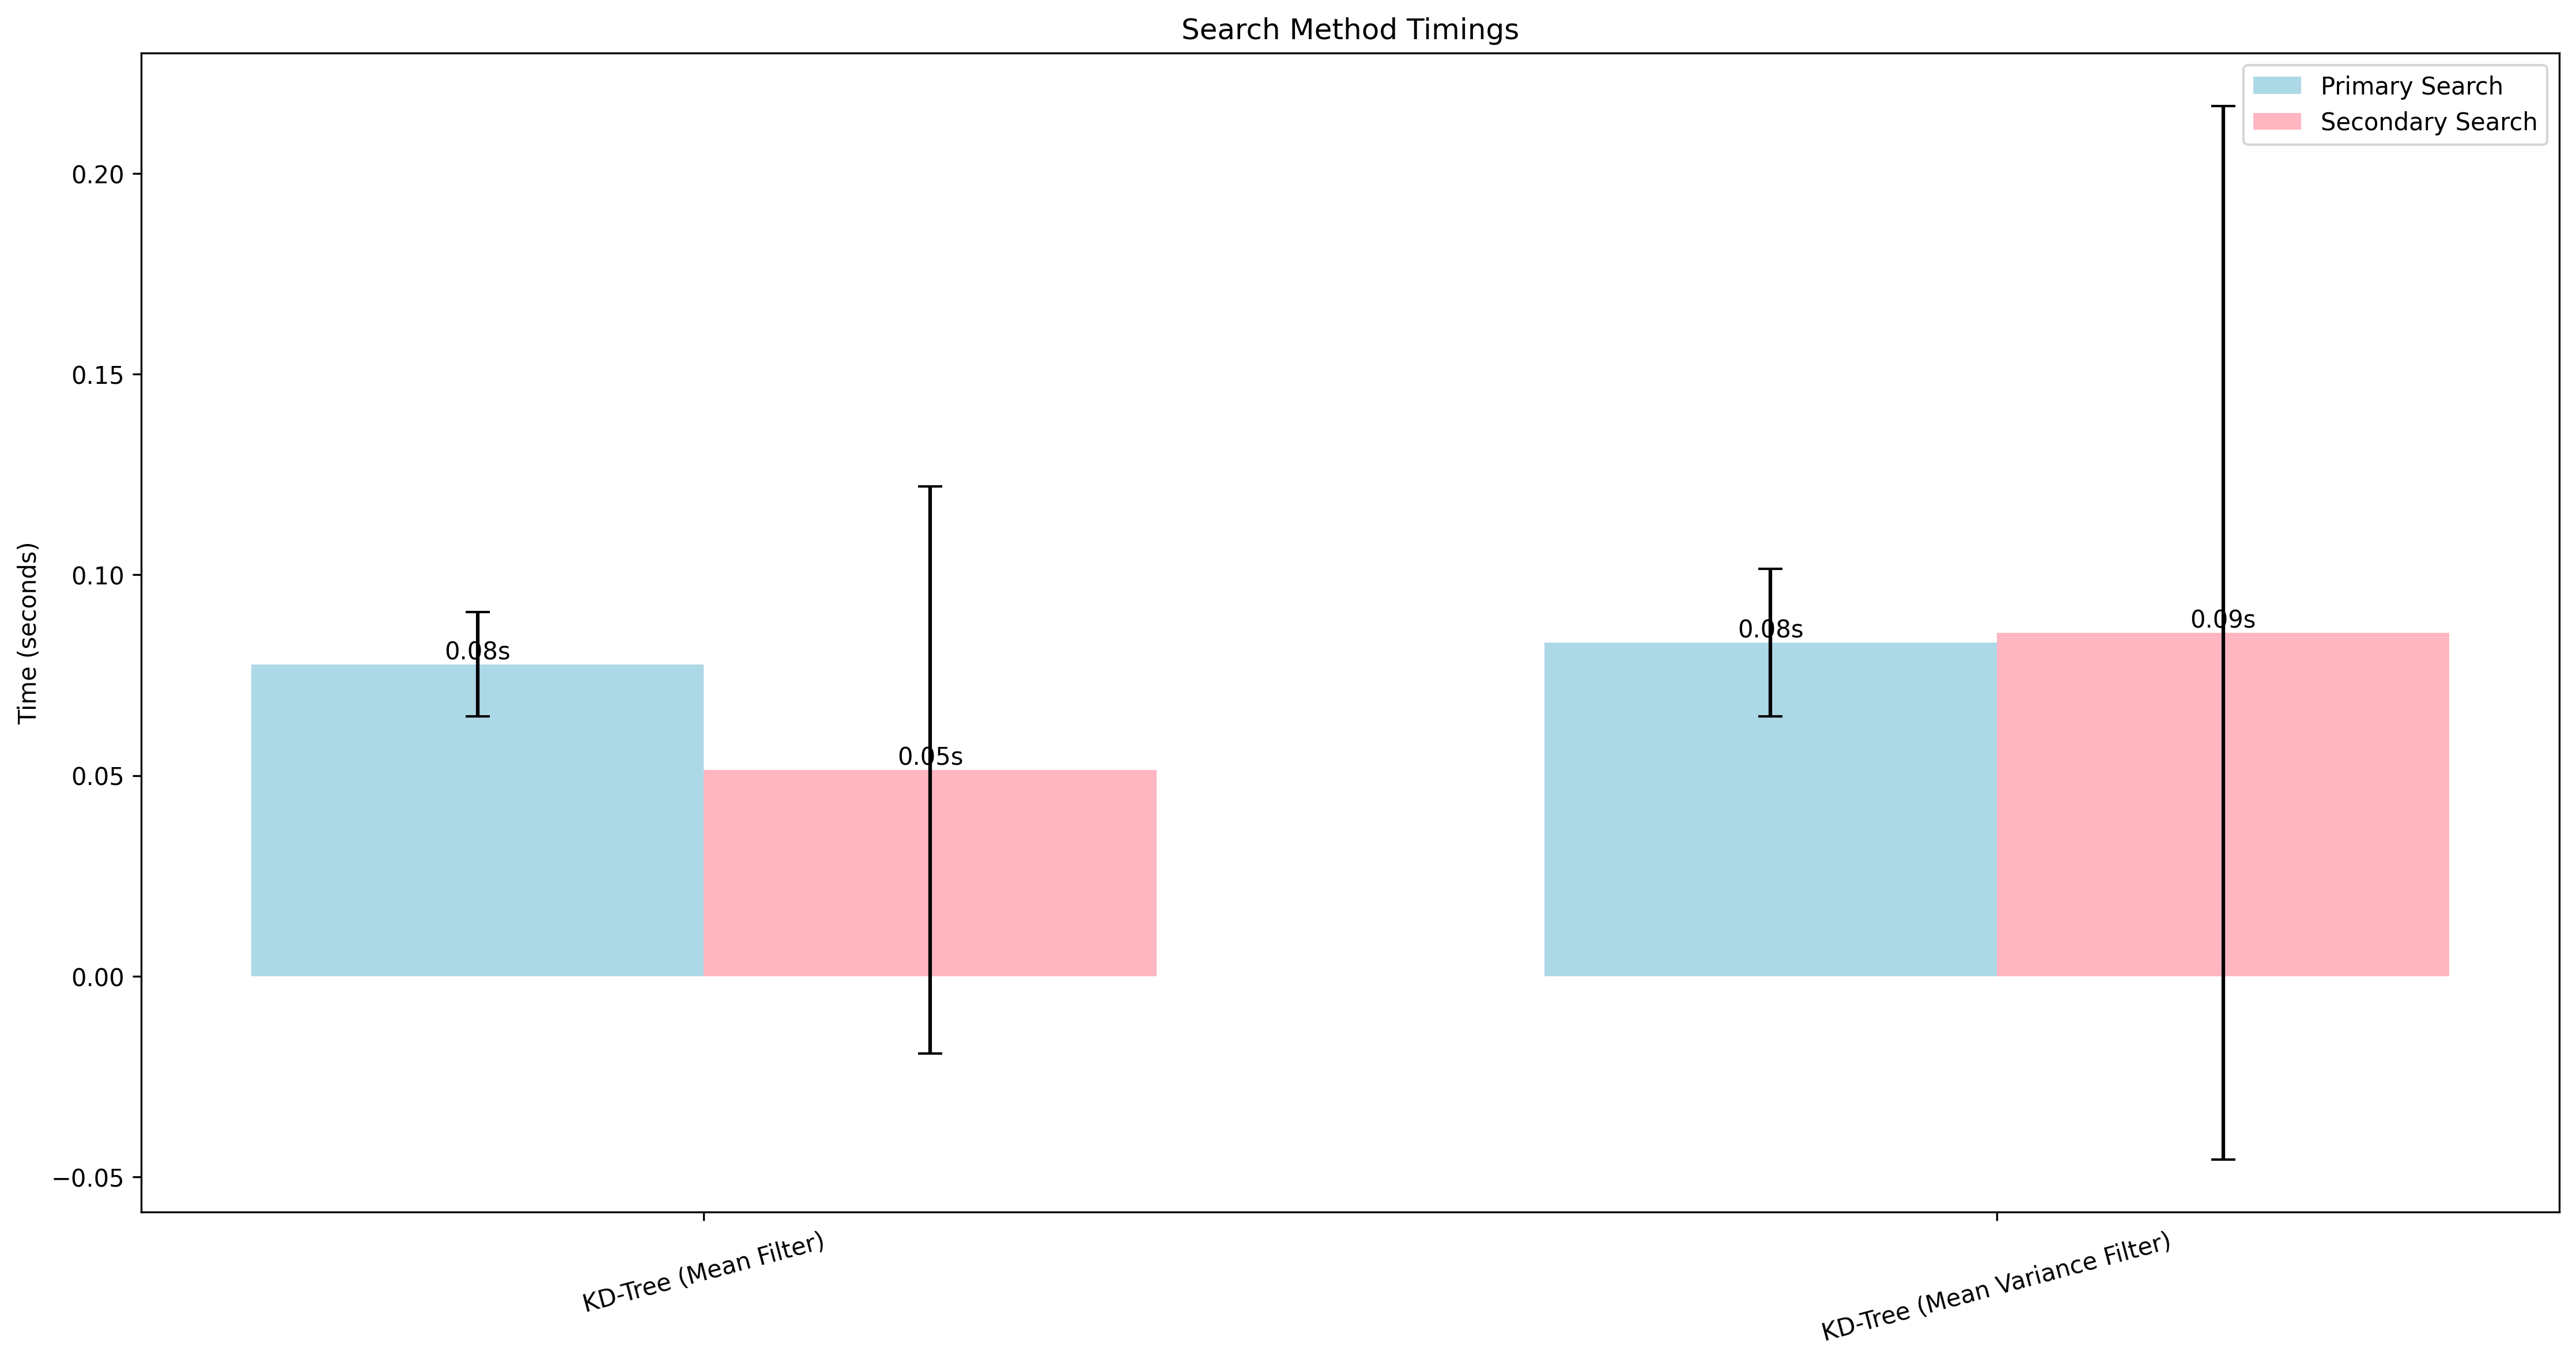 Search Method Timings
Primary Search
Secondary Search
Time (seconds)
0.20
0.15
0.10
0.05
0.00
−0.05
0.08s
0.05s
0.08s
0.09s
KD-Tree (Mean Filter)
KD-Tree (Mean Variance Filter)